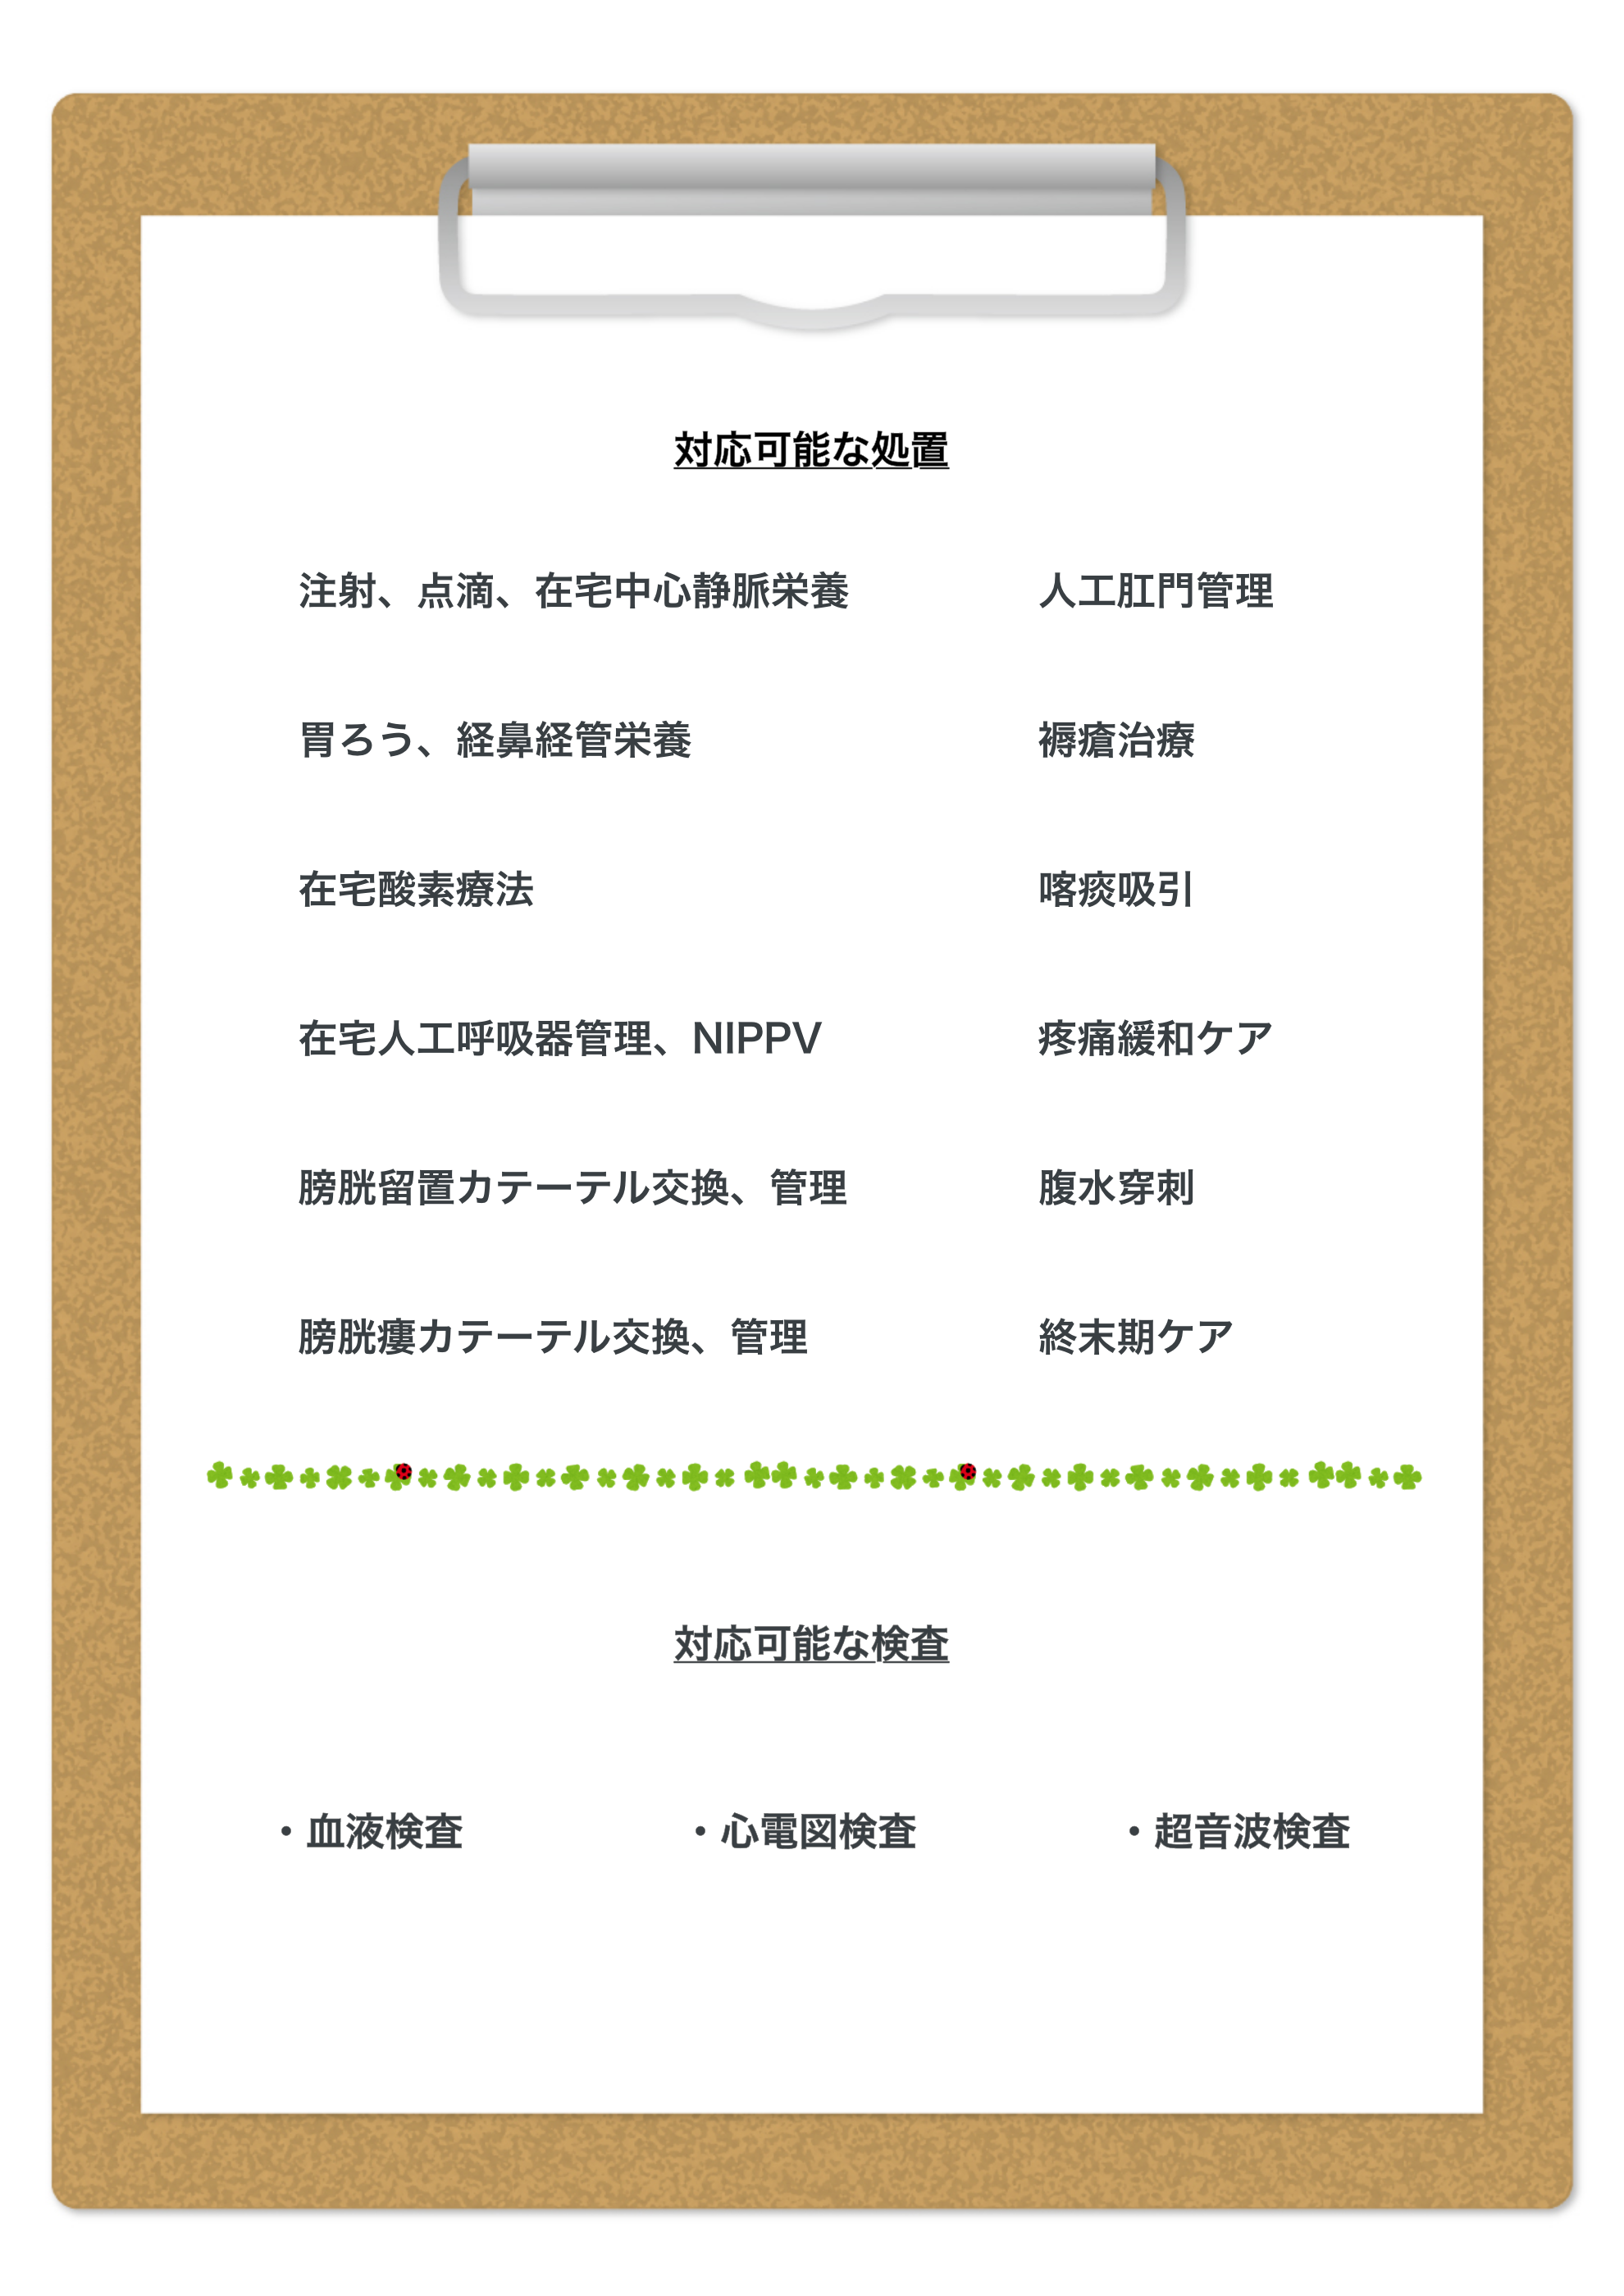 対応可能な処置
注射、点滴、在宅中心静脈栄養
人工肛門管理
胃ろう、経鼻経管栄養
褥瘡治療
在宅酸素療法
喀痰吸引
在宅人工呼吸器管理、NIPPV
疼痛緩和ケア
膀胱留置カテーテル交換、管理
腹水穿刺
膀胱瘻カテーテル交換、管理
終末期ケア
対応可能な検査
・血液検査
・心電図検査
・超音波検査